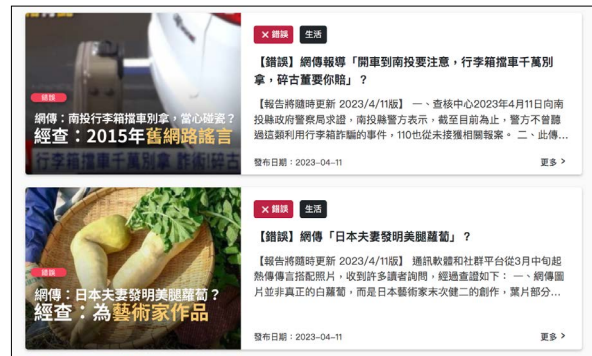 錯誤
網傳：南投行李箱擋車別拿，當心碰瓷？
經查：2015年舊網路謠言
行李箱擋車千萬別拿
✕ 錯誤
生活
【錯誤】網傳報導「開車到南投要注意，行李箱擋車千萬別
拿，碎古董要你賠」？
【報告將隨時更新 2023/4/11版】 一、查核中心2023年4月11日向南
投縣政府警察局求證，南投縣警方表示，截至目前為止，警方不曾聽
過這類利用行李箱詐騙的事件，110也從未接獲相關報案。 二、此傳...
發布日期：2023-04-11
更多 >
錯誤
網傳：日本夫妻發明美腿蘿蔔？
經查：為藝術家作品
✕ 錯誤
生活
【錯誤】網傳「日本夫妻發明美腿蘿蔔」？
【報告將隨時更新 2023/4/11版】 通訊軟體和社群平台從3月中旬起
熱傳傳言搭配照片，收到許多讀者詢問，經過查證如下： 一、網傳圖
片並非真正的白蘿蔔，而是日本藝術家末次健二的創作，葉片部分...
發布日期：2023-04-11
更多 >